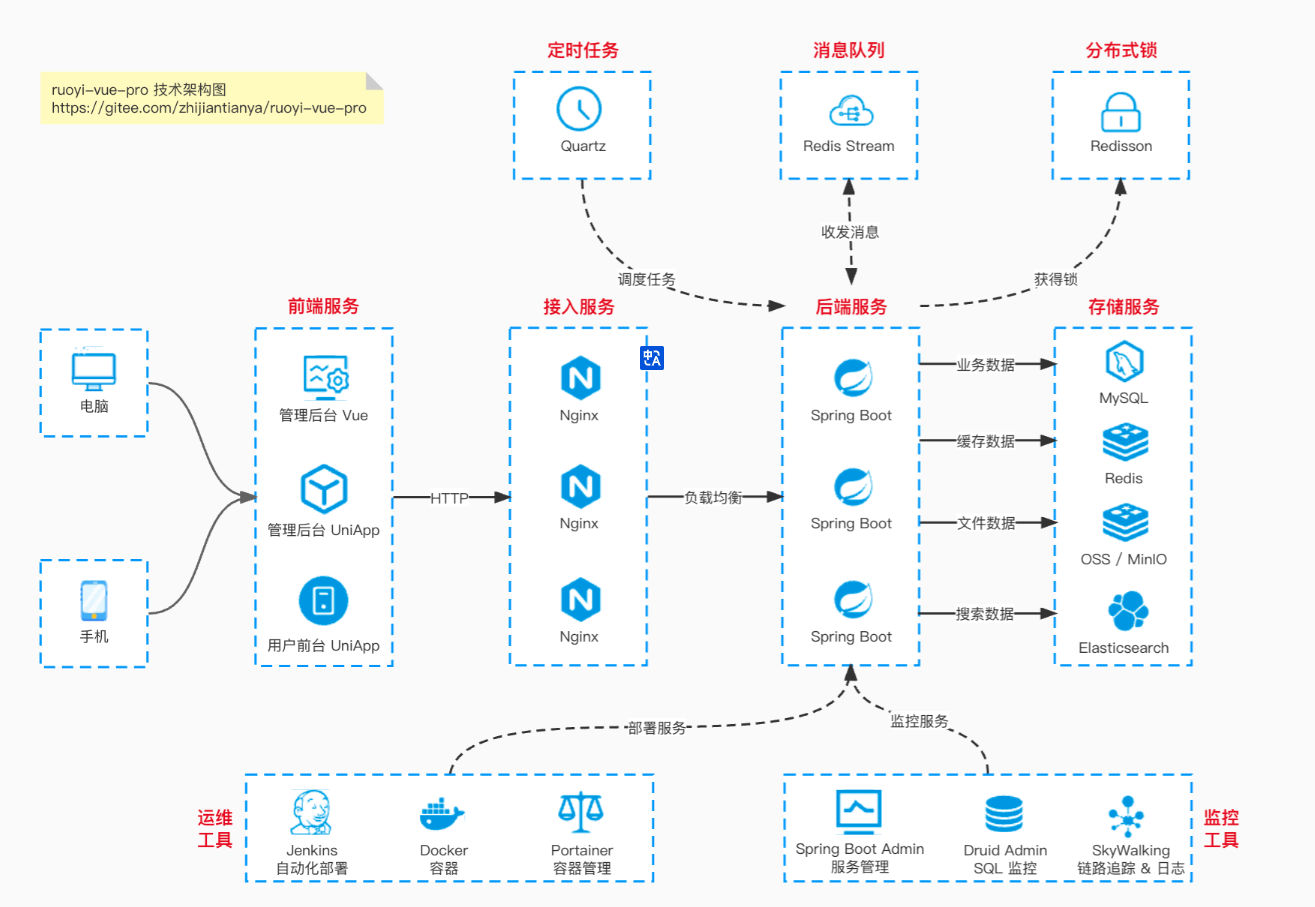 ruoyi-vue-pro 技术架构图
https://gitee.com/zhijiantianya/ruoyi-vue-pro
定时任务
Quartz
消息队列
Redis Stream
分布式锁
Redisson
调度任务
收发消息
获得锁
电脑
手机
前端服务
管理后台 Vue
管理后台 UniApp
用户前台 UniApp
HTTP
接入服务
中A
Nginx
Nginx
Nginx
负载均衡
后端服务
Spring Boot
Spring Boot
Spring Boot
业务数据
缓存数据
文件数据
搜索数据
存储服务
MySQL
Redis
OSS / MinIO
Elasticsearch
部署服务
监控服务
运维
工具
Jenkins
自动化部署
Docker
容器
Portainer
容器管理
Spring Boot Admin
服务管理
Druid Admin
SQL 监控
SkyWalking
链路追踪 & 日志
监控
工具